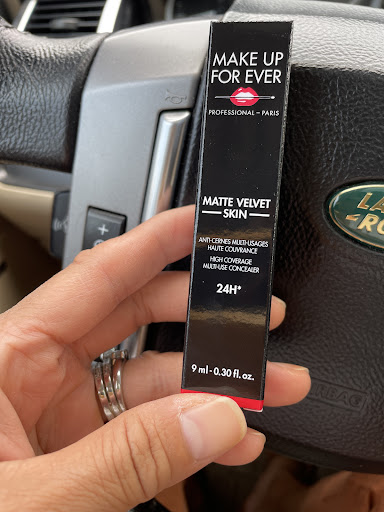 MAKE UP
FOR EVER
PROFESSIONAL – PARIS
MATTE VELVET
SKIN
ANTI-CERNES MULTI-USAGES
HAUTE COUVRANCE
HIGH COVERAGE
MULTI-USE CONCEALER
24H*
9 ml - 0.30 fl. oz.